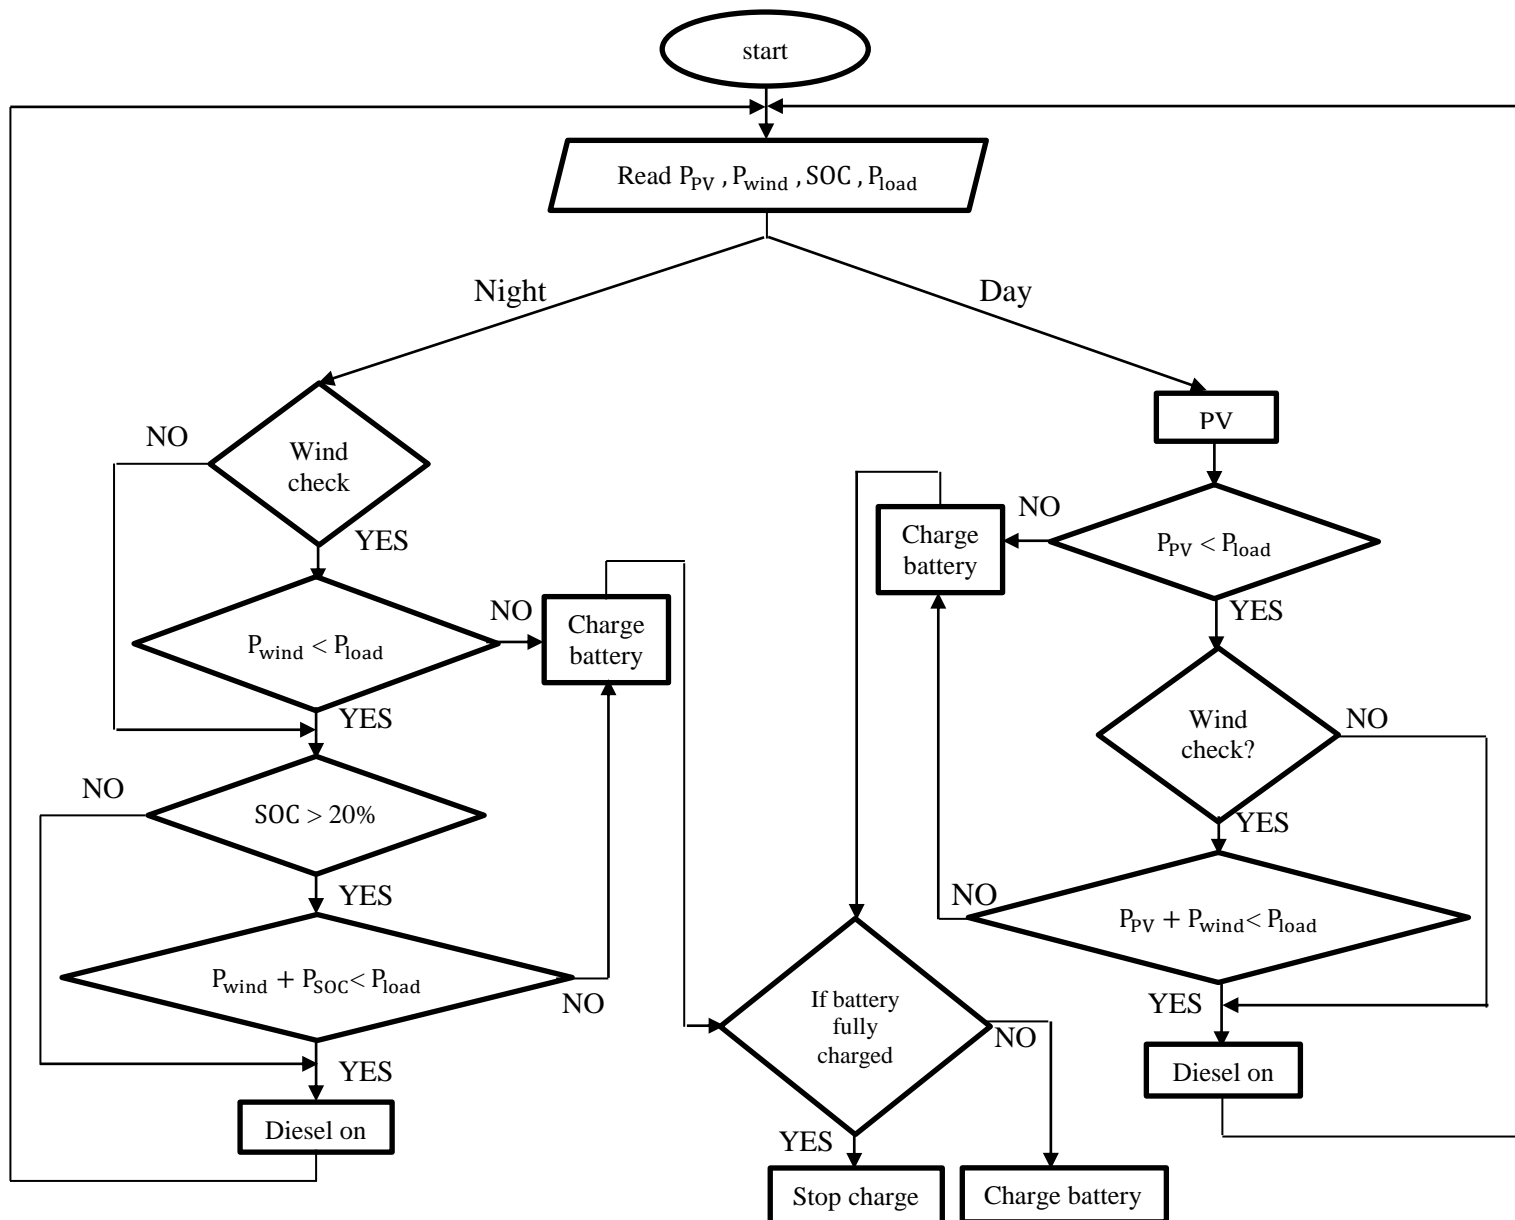 start
Read P_PV , P_wind , SOC , P_load
Night
Day
NO
Wind
check
YES
PV
NO
Charge
battery
P_PV < P_load
YES
P_wind < P_load
NO
Charge
battery
YES
Wind
check?
NO
YES
NO
SOC > 20%
YES
NO
P_PV + P_wind< P_load
YES
P_wind + P_SOC< P_load
NO
YES
If battery
fully
charged
NO
YES
Diesel on
Diesel on
Stop charge
Charge battery